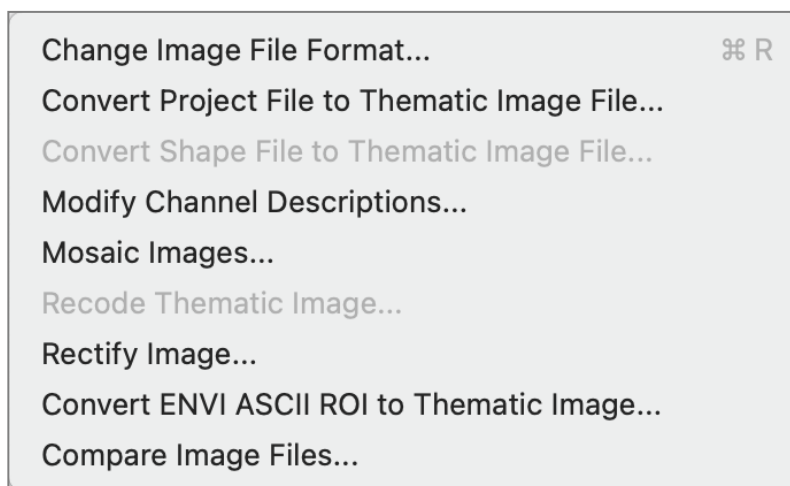 Change Image File Format... ⌘ R
Convert Project File to Thematic Image File...
Convert Shape File to Thematic Image File...
Modify Channel Descriptions...
Mosaic Images...
Recode Thematic Image...
Rectify Image...
Convert ENVI ASCII ROI to Thematic Image...
Compare Image Files...